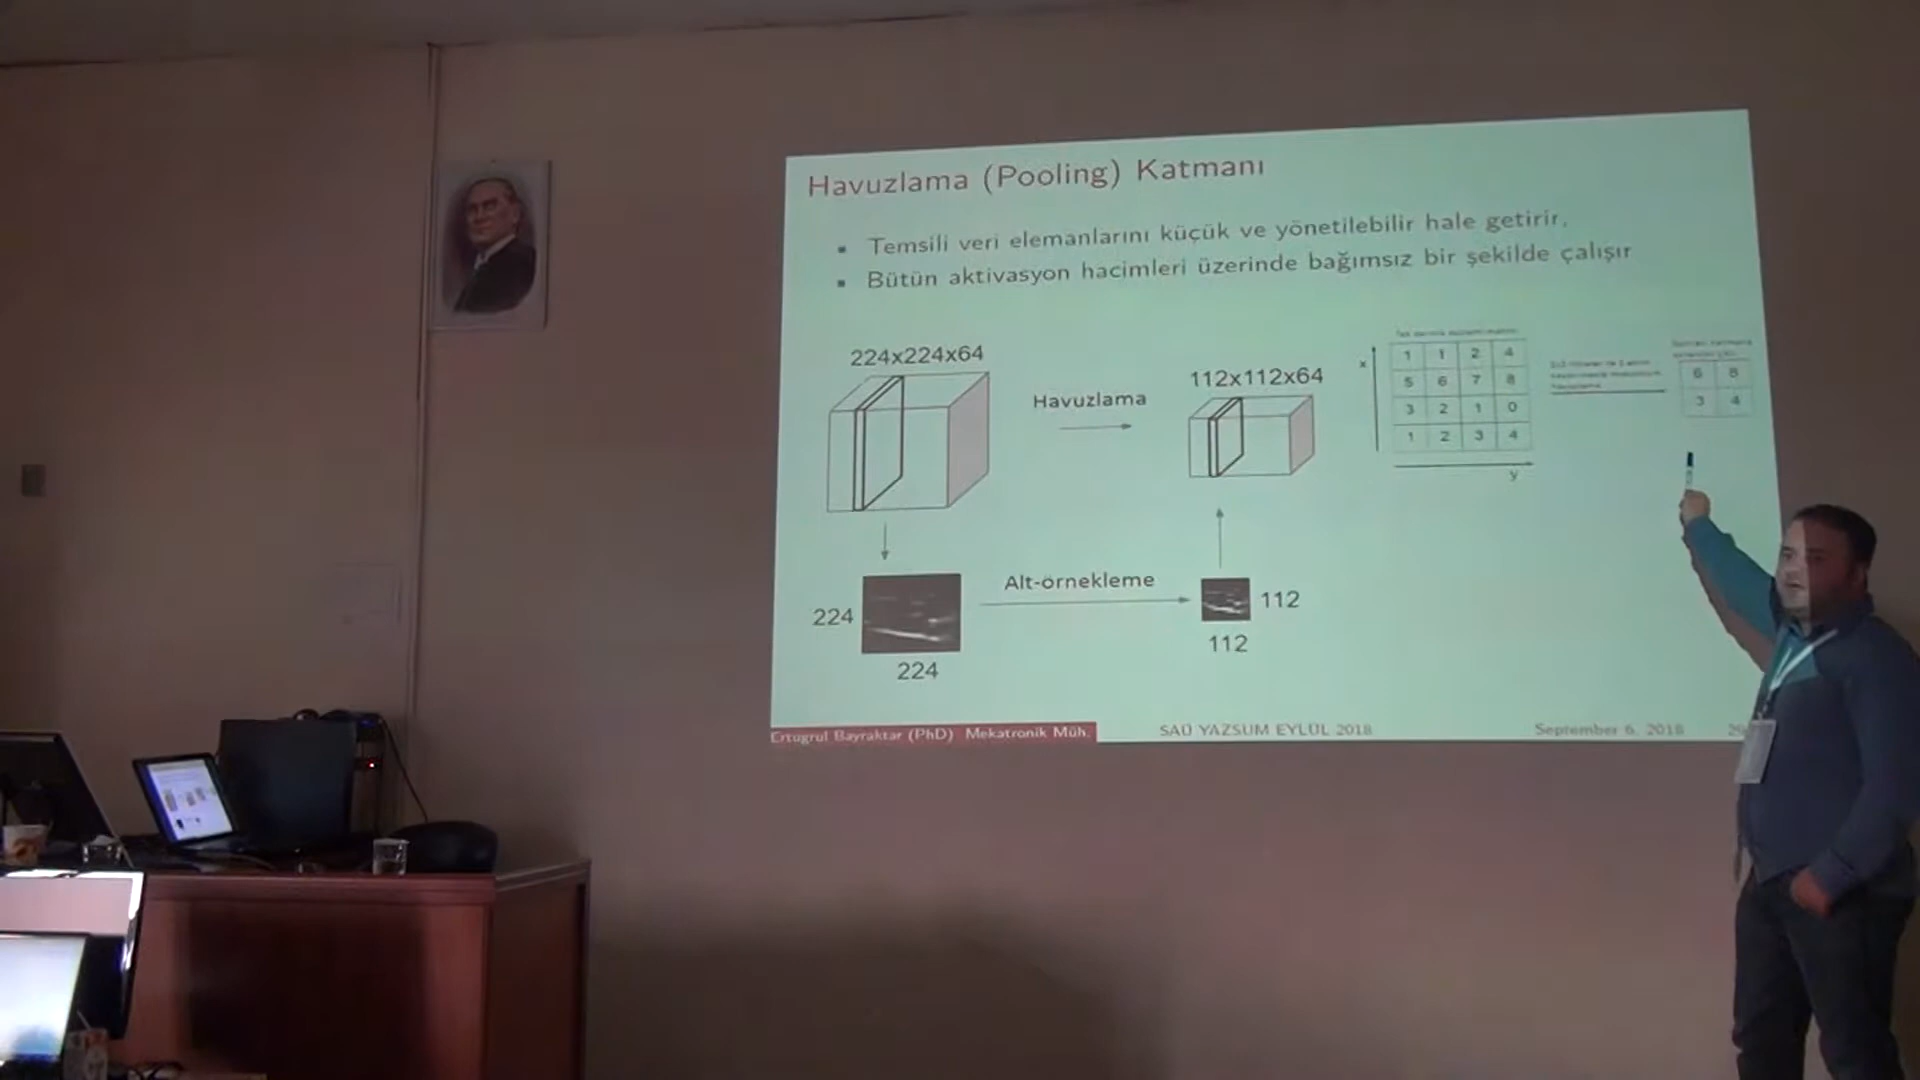 Havuzlama (Pooling) Katmanı
Temsili veri elemanlarını küçük ve yönetilebilir hale getirir,
Bütün aktivasyon hacimleri üzerinde bağımsız bir şekilde çalışır
224x224x64
Havuzlama
112x112x64
x
1 1 2 4
5 6 7 8
3 2 1 0
1 2 3 4
y
6 8
3 4
Alt-örnekleme
224
224
112
112
Ertugrul Bayraktar (PhD) Mekatronik Müh.
SAÜ YAZSUM EYLÜL 2018
September 6, 2018